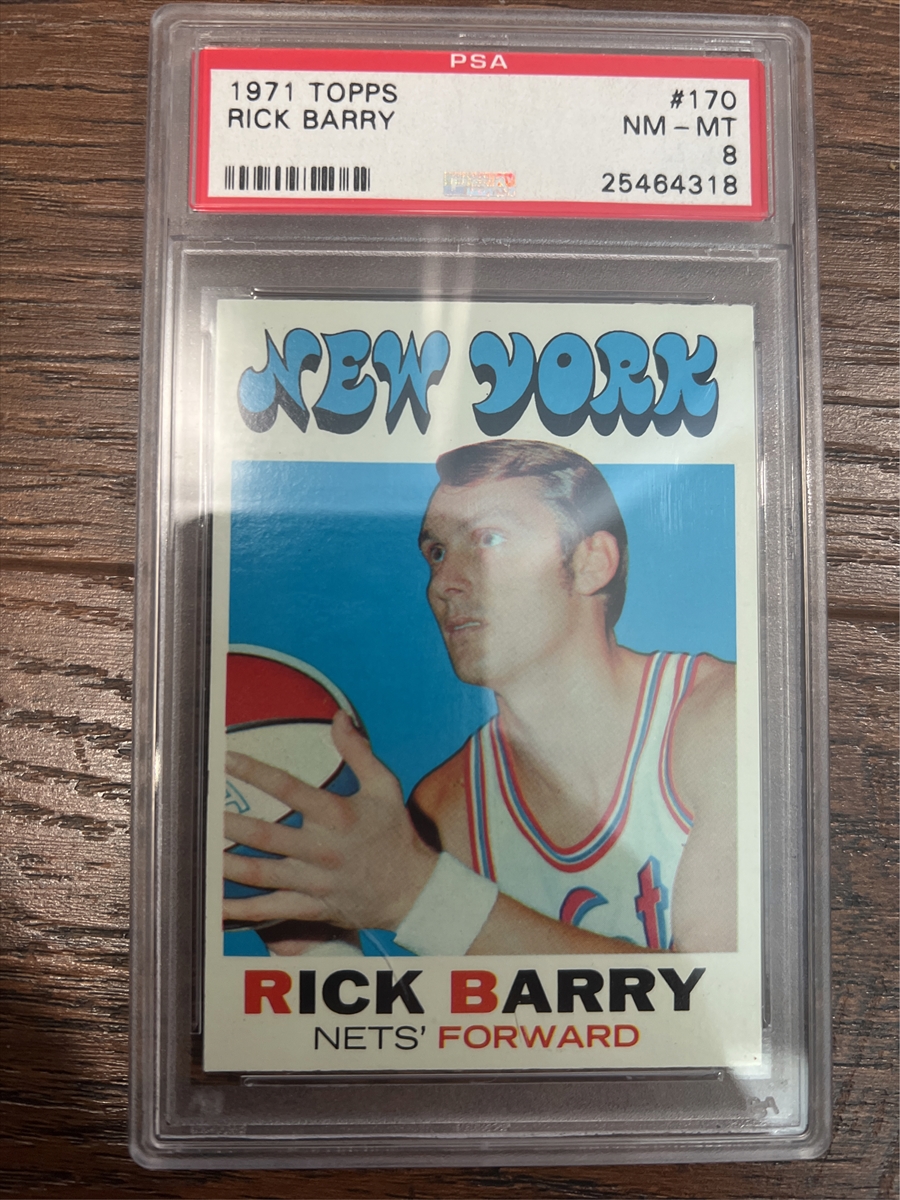 PSA
1971 TOPPS #170
RICK BARRY NM - MT
8
25464318
NEW YORK
RICK BARRY
NETS' FORWARD